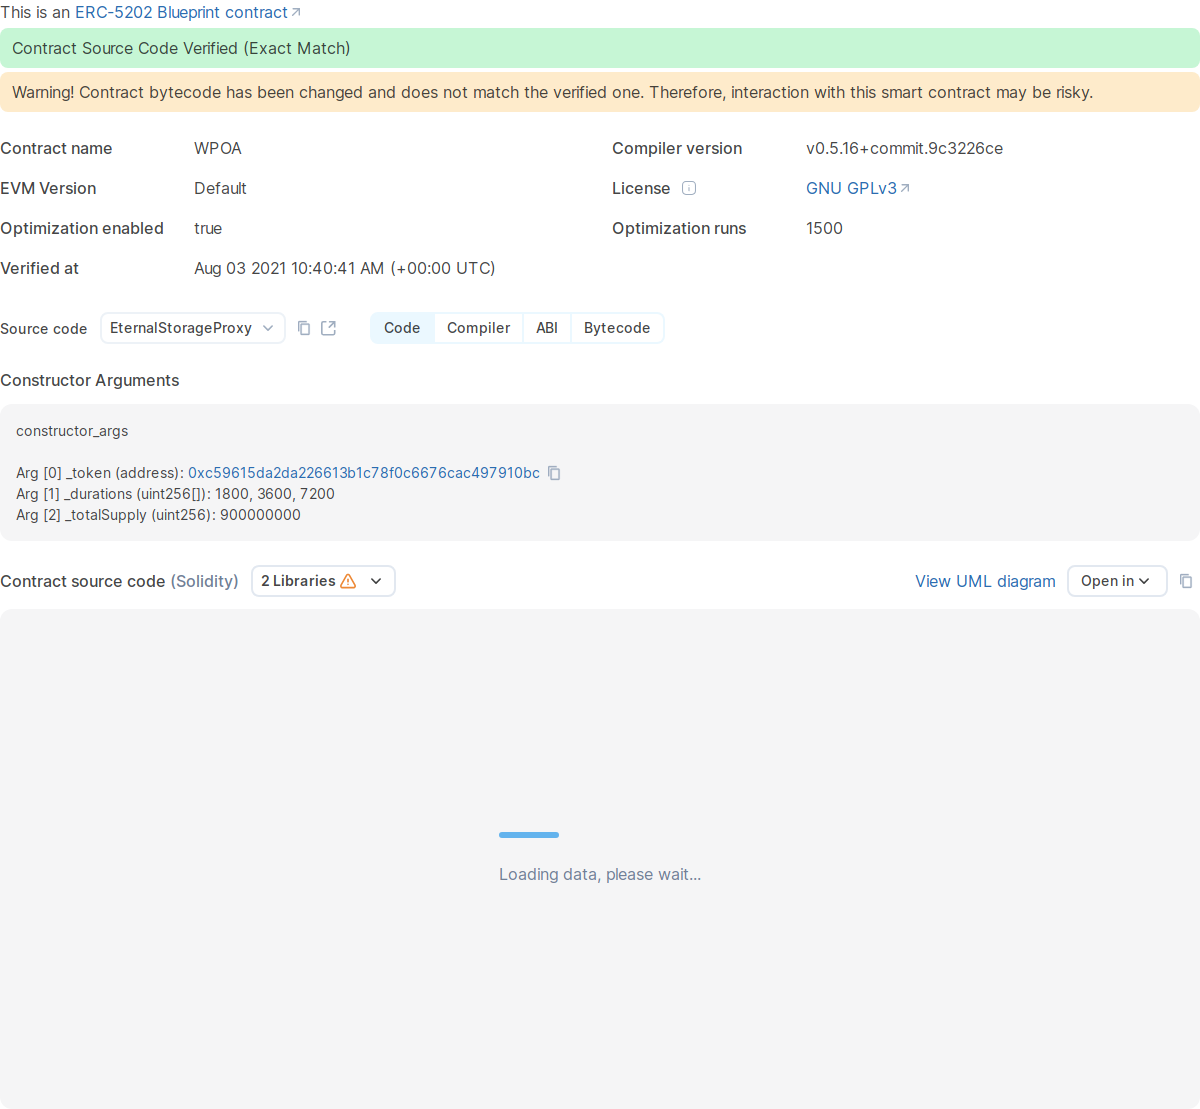 This is an ERC-5202 Blueprint contract
Contract Source Code Verified (Exact Match)
Warning! Contract bytecode has been changed and does not match the verified one. Therefore, interaction with this smart contract may be risky.
Contract name WPOA Compiler version v0.5.16+commit.9c3226ce
EVM Version Default License GNU GPLv3
Optimization enabled true Optimization runs 1500
Verified at Aug 03 2021 10:40:41 AM (+00:00 UTC)
Source code EternalStorageProxy Code Compiler ABI Bytecode
Constructor Arguments
constructor_args
Arg [0] _token (address): 0xc59615da2da226613b1c78f0c6676cac497910bc
Arg [1] _durations (uint256[]): 1800, 3600, 7200
Arg [2] _totalSupply (uint256): 900000000
Contract source code (Solidity) 2 Libraries View UML diagram Open in
Loading data, please wait...